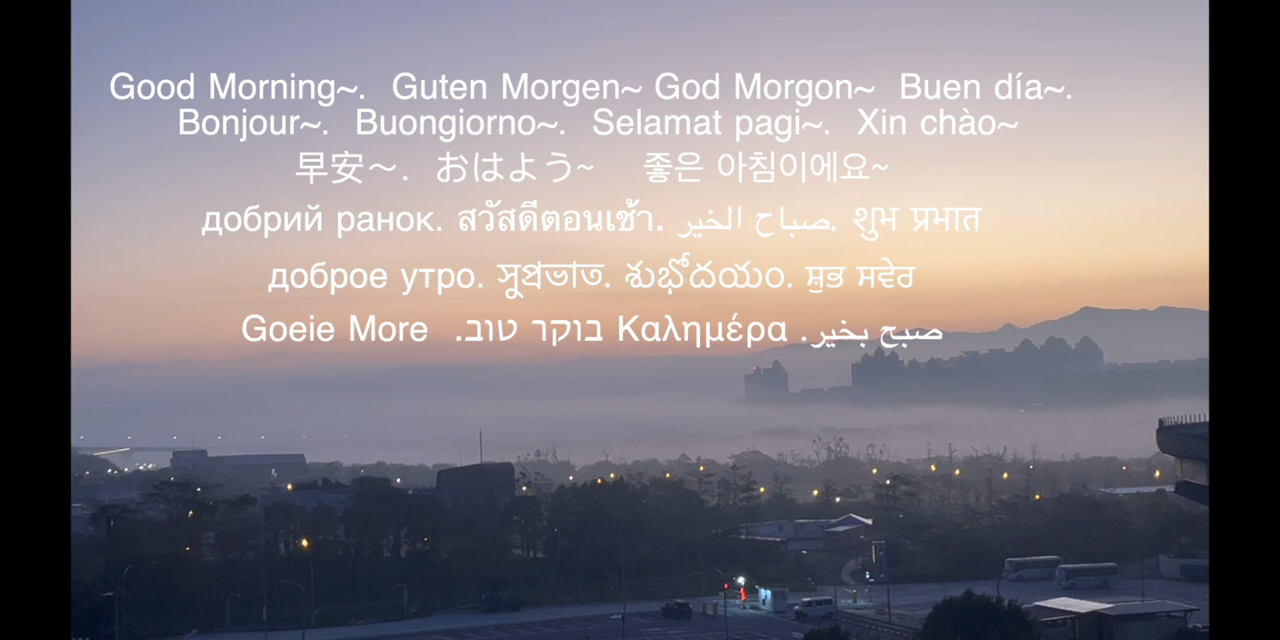 Good Morning~.  Guten Morgen~ God Morgon~  Buen día~.
Bonjour~.  Buongiorno~.  Selamat pagi~.  Xin chào~
早安～.  おはよう~  좋은 아침이에요~
добрий ранок. สวัสดีตอนเช้า. صباح الخير. शुभ प्रभात
доброе утро. সুপ্রভাত. శుభోదయం. ਸ਼ੁਭ ਸਵੇਰ
Goeie More  בוקר טוב. Καλημέρα صبح بخیر.